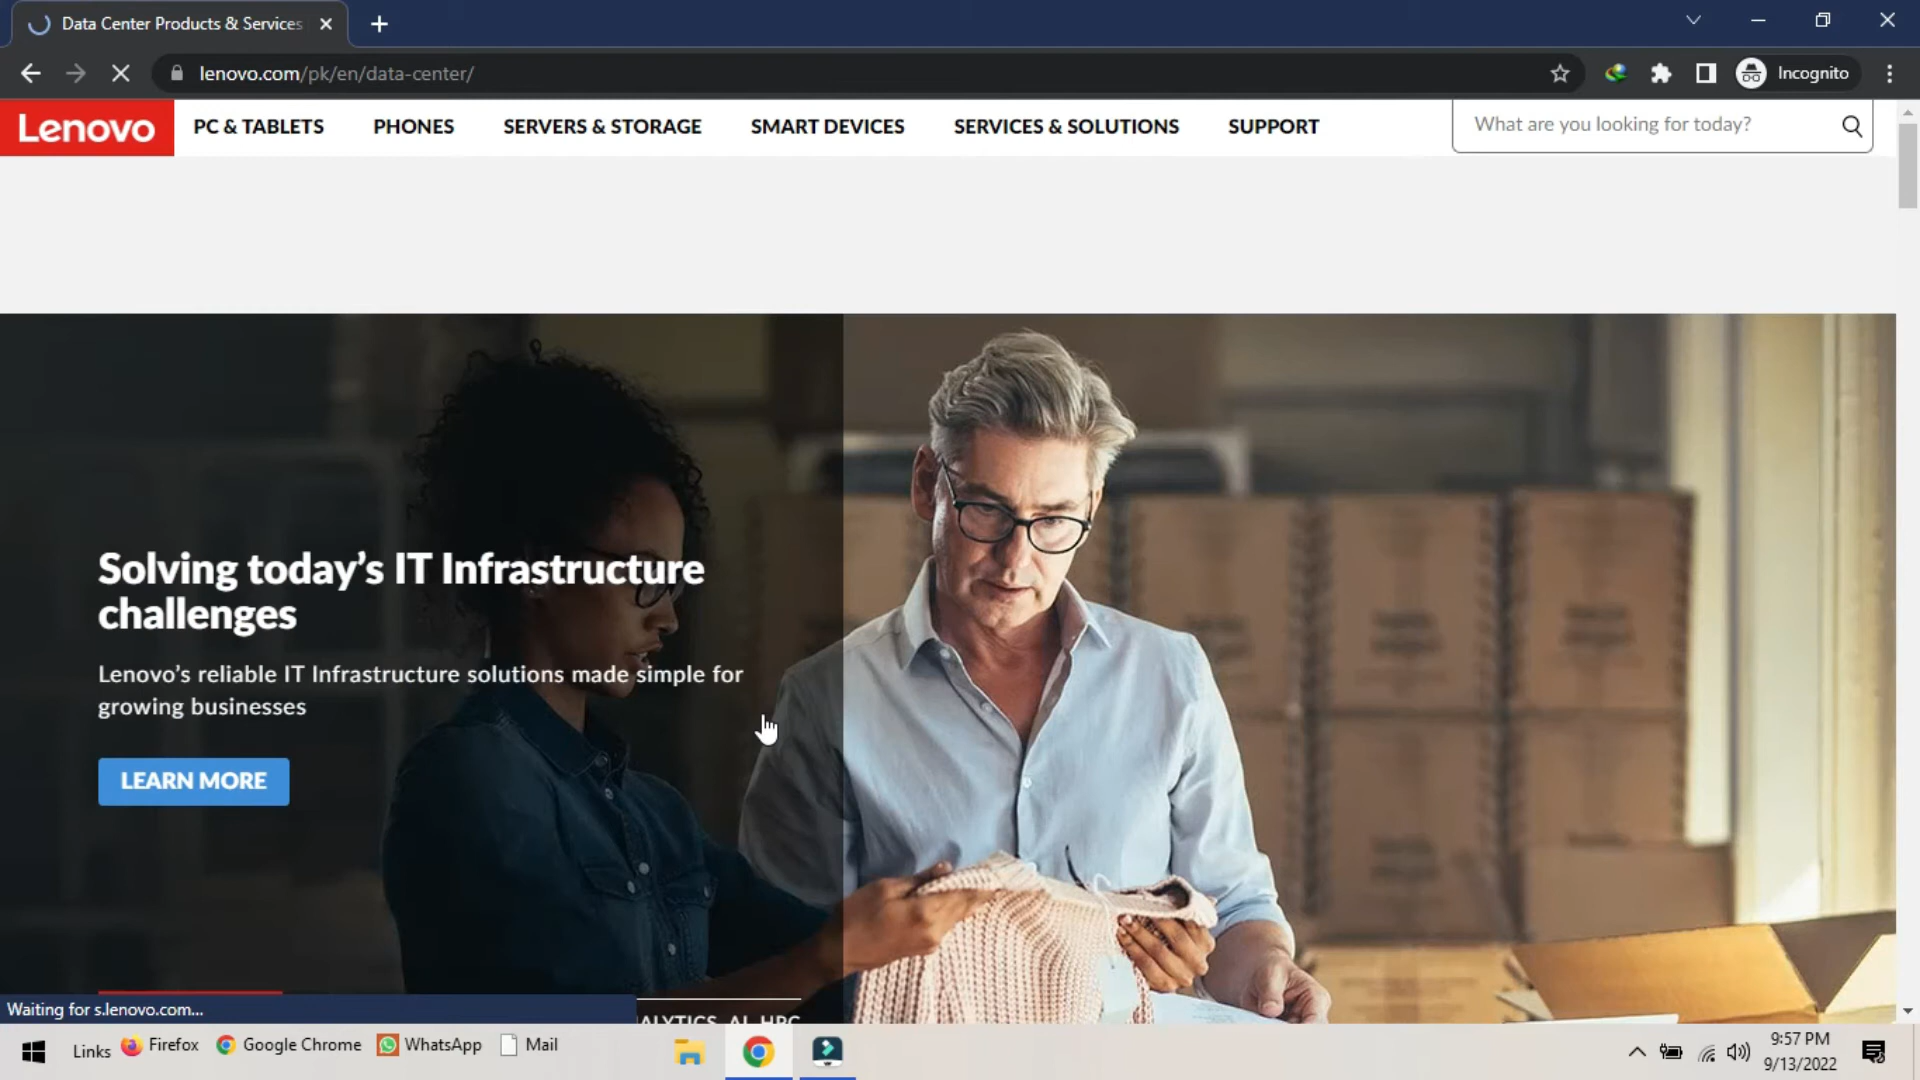 Data Center Products & Services
lenovo.com/pk/en/data-center/
Incognito
Lenovo
PC & TABLETS
PHONES
SERVERS & STORAGE
SMART DEVICES
SERVICES & SOLUTIONS
SUPPORT
What are you looking for today?
Solving today’s IT Infrastructure
challenges
Lenovo’s reliable IT Infrastructure solutions made simple for
growing businesses
LEARN MORE
Waiting for s.lenovo.com...
ALYTICS, AI, HPC
Links
Firefox
Google Chrome
WhatsApp
Mail
9:57 PM
9/13/2022